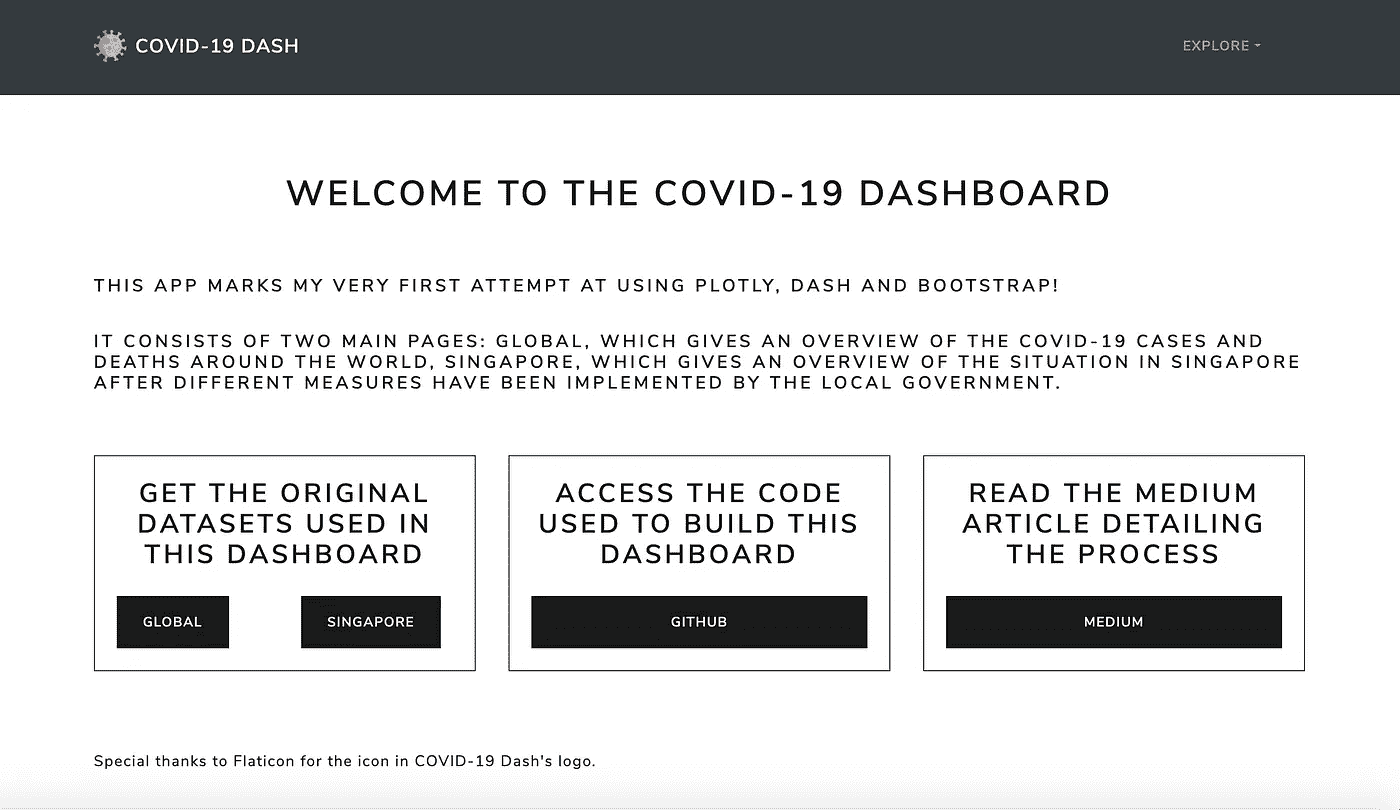 COVID-19 DASH
EXPLORE
WELCOME TO THE COVID-19 DASHBOARD
THIS APP MARKS MY VERY FIRST ATTEMPT AT USING PLOTLY, DASH AND BOOTSTRAP!
IT CONSISTS OF TWO MAIN PAGES: GLOBAL, WHICH GIVES AN OVERVIEW OF THE COVID-19 CASES AND
DEATHS AROUND THE WORLD, SINGAPORE, WHICH GIVES AN OVERVIEW OF THE SITUATION IN SINGAPORE
AFTER DIFFERENT MEASURES HAVE BEEN IMPLEMENTED BY THE LOCAL GOVERNMENT.
GET THE ORIGINAL
DATASETS USED IN
THIS DASHBOARD
GLOBAL
SINGAPORE
ACCESS THE CODE
USED TO BUILD THIS
DASHBOARD
GITHUB
READ THE MEDIUM
ARTICLE DETAILING
THE PROCESS
MEDIUM
Special thanks to Flaticon for the icon in COVID-19 Dash's logo.